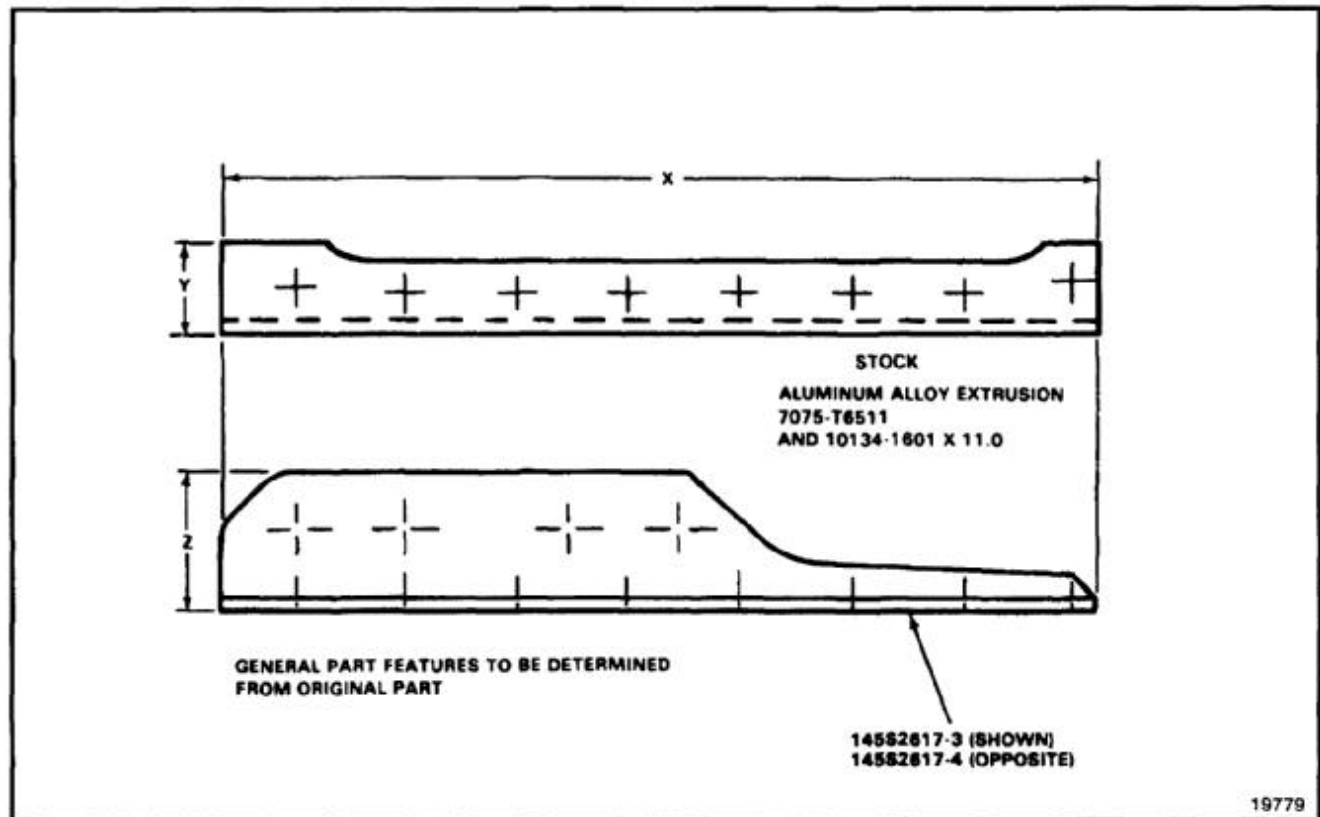 X
Y
STOCK
ALUMINUM ALLOY EXTRUSION
7075-T6511
AND 10134-1601 X 11.0
Z
GENERAL PART FEATURES TO BE DETERMINED
FROM ORIGINAL PART
145S2617-3 (SHOWN)
145S2617-4 (OPPOSITE)
19779